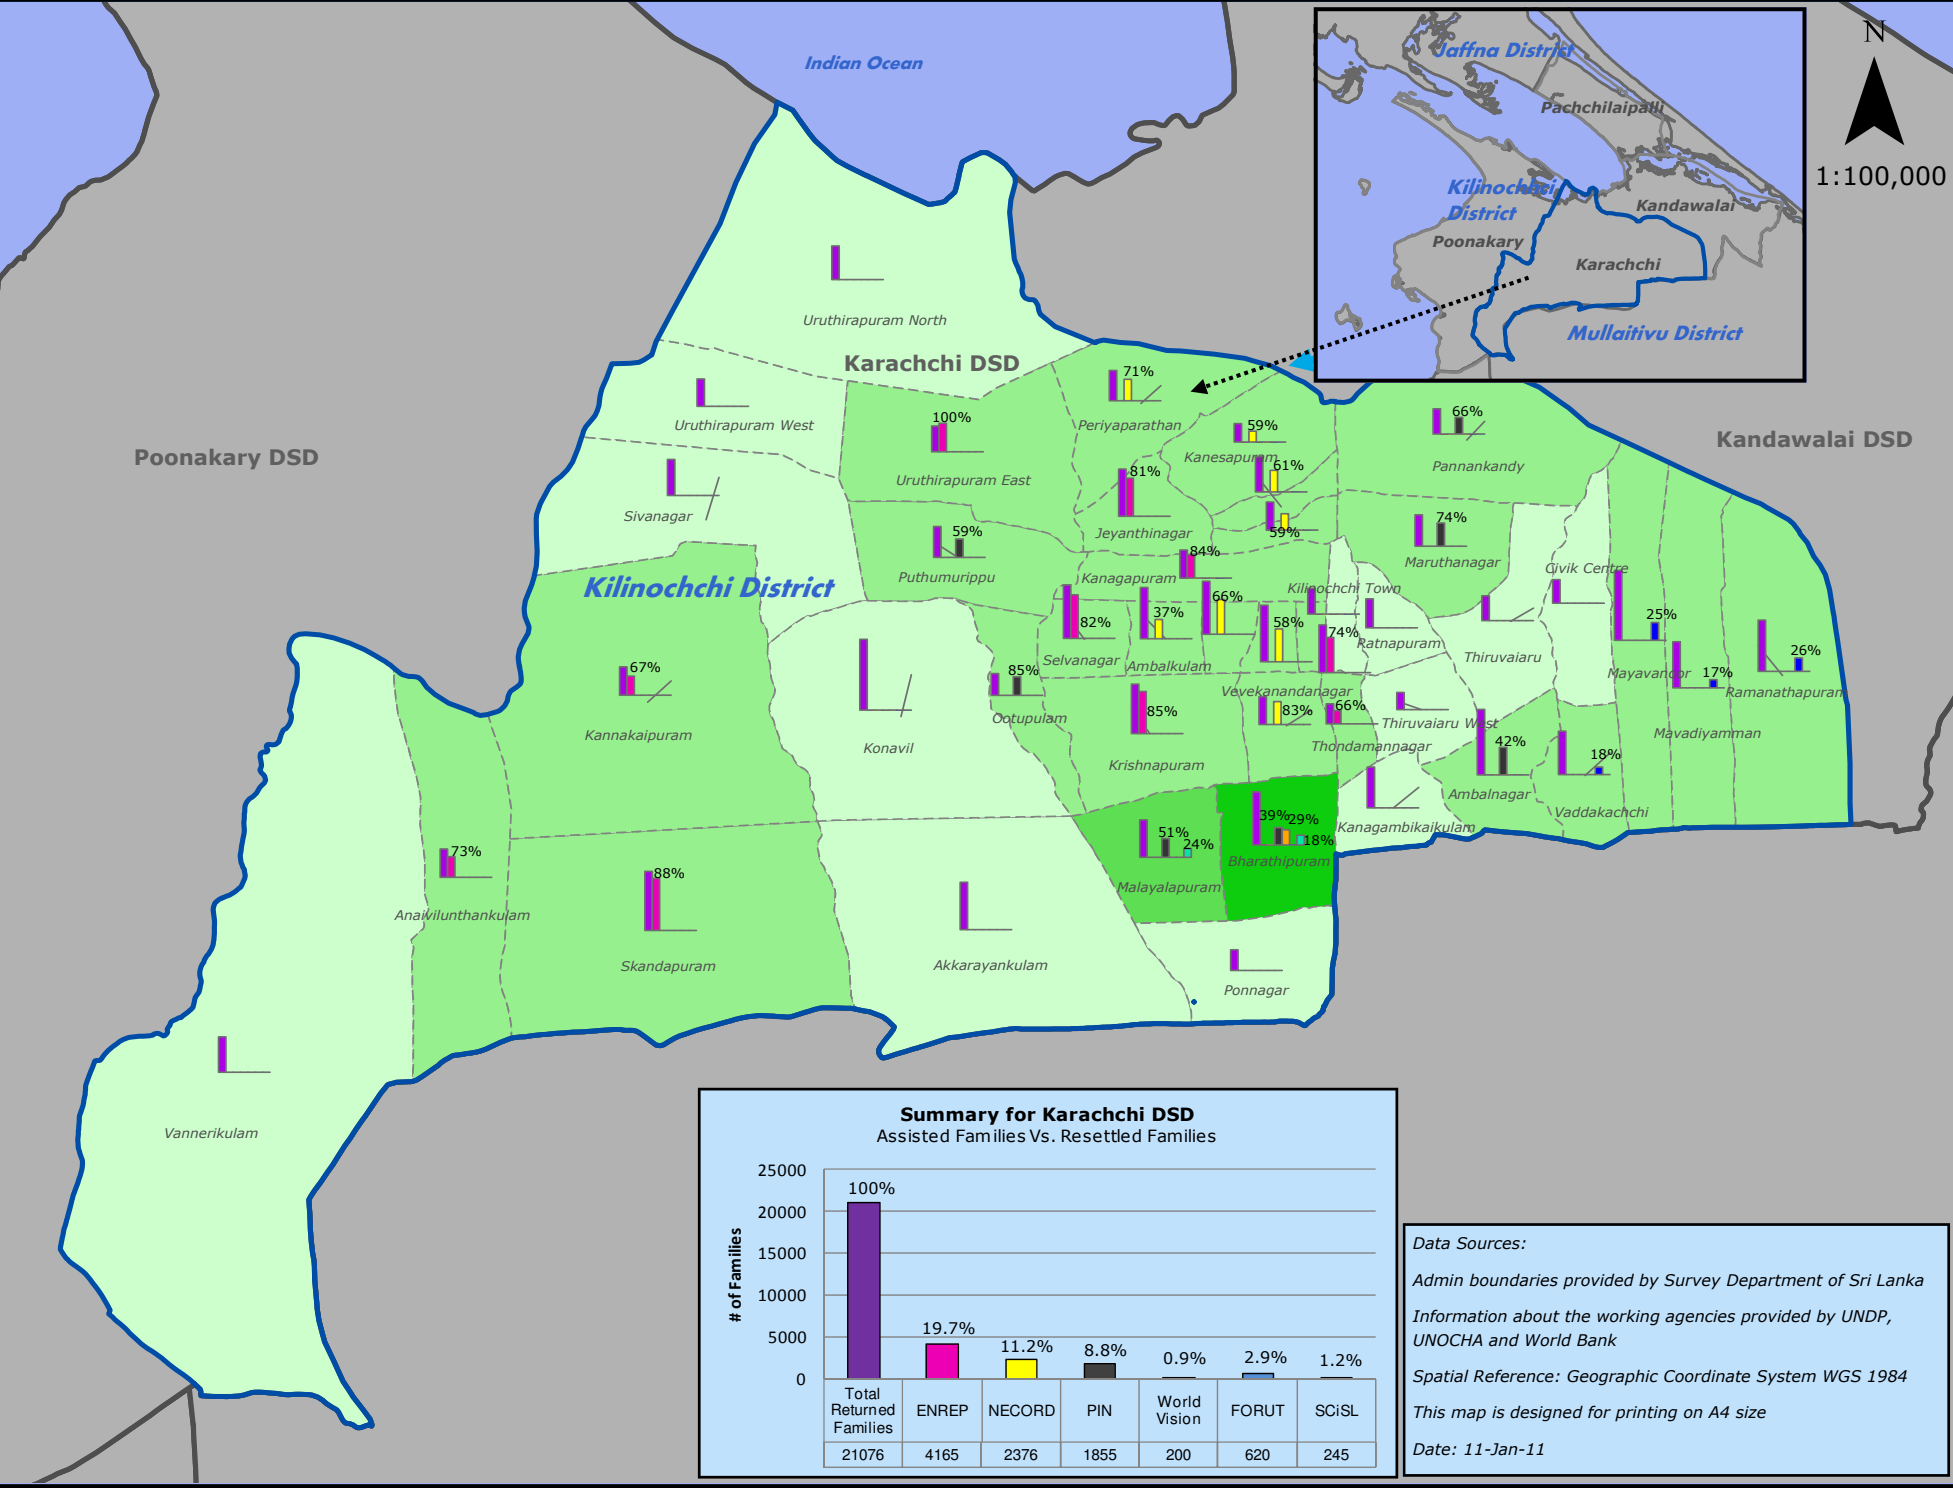 Indian Ocean
Jaffna District
Pachchilaipalli
Kilinochhci
District
Kandawalai
Poonakary
Karachchi
Mullaitivu District
N
1:100,000
Uruthirapuram North
Karachchi DSD
Uruthirapuram West
71%
Periyaparathan
100%
Uruthirapuram East
59%
Kanesapuram
61%
66%
Pannankandy
Kandawalai DSD
Poonakary DSD
81%
Jeyanthinagar
59%
Sivanagar
74%
Maruthanagar
59%
Puthumurippu
84%
Kanagapuram
Civik Centre
Kilinochchi District
Kilinochchi Town
66%
37%
82%
58%
74%
Ratnapuram
25%
Selvanagar
Ambalkulam
Thiruvaiaru
26%
67%
85%
Mayavanoor
17%
Vevekanandanagar
Ramanathapuram
Ootupulam
85%
83%
66%
Thiruvaiaru West
Kannakaipuram
Konavil
Thondamannagar
42%
Mavadiyamman
18%
Krishnapuram
Ambalnagar
Vaddakachchi
39%
29%
18%
Kanagambikaikulam
51%
24%
Bharathipuram
73%
Malayalapuram
88%
Anaivilunthankulam
Skandapuram
Akkarayankulam
Ponnagar
Vannerikulam
Summary for Karachchi DSD
Assisted Families Vs. Resettled Families
# of Families
25000
20000
15000
10000
5000
0
100%
19.7%
11.2%
8.8%
0.9%
2.9%
1.2%
Total Returned Families ENREP NECORD PIN World Vision FORUT SCiSL
21076 4165 2376 1855 200 620 245
Data Sources:
Admin boundaries provided by Survey Department of Sri Lanka
Information about the working agencies provided by UNDP,
UNOCHA and World Bank
Spatial Reference: Geographic Coordinate System WGS 1984
This map is designed for printing on A4 size
Date: 11-Jan-11